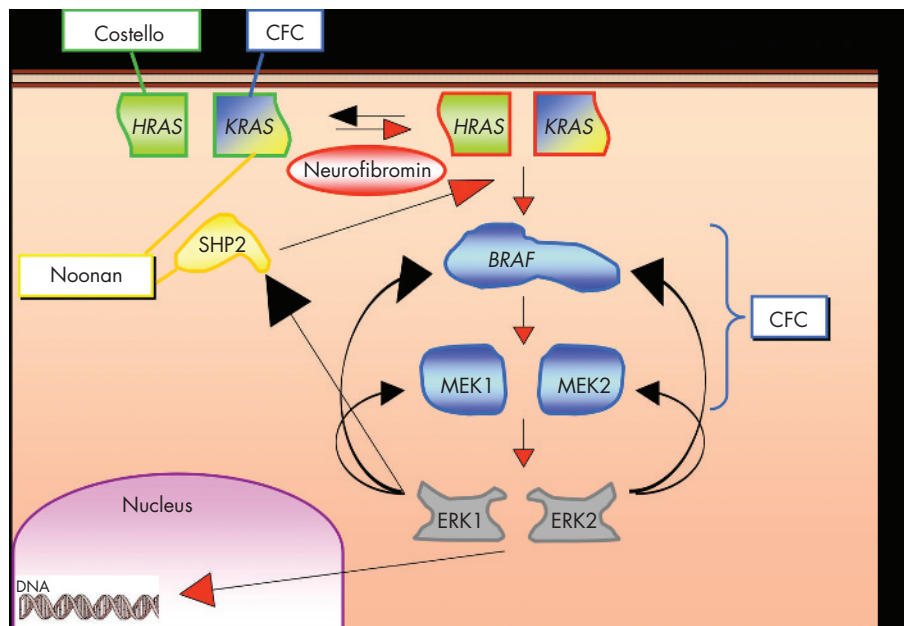 Costello
CFC
HRAS
KRAS
HRAS
KRAS
Neurofibromin
SHP2
BRAF
Noonan
CFC
MEK1
MEK2
Nucleus
ERK1
ERK2
DNA